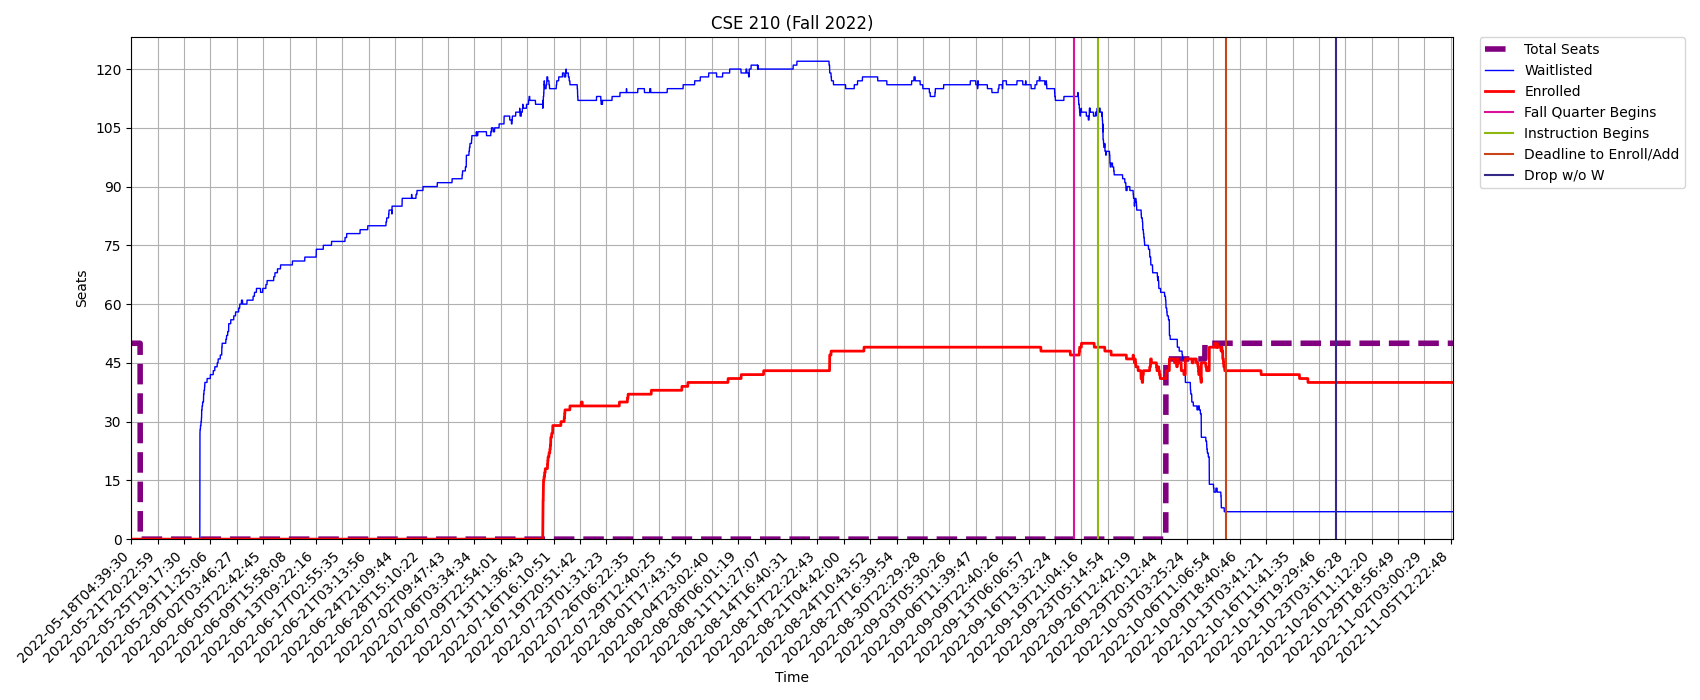 CSE 210 (Fall 2022)
Total Seats
Waitlisted
Enrolled
Fall Quarter Begins
Instruction Begins
Deadline to Enroll/Add
Drop w/o W
Seats
120
105
90
75
60
45
30
15
0
2022-05-18T04:39:30
2022-05-21T20:22:59
2022-05-25T19:17:30
2022-05-29T11:25:06
2022-06-02T03:46:27
2022-06-05T22:42:45
2022-06-09T15:58:08
2022-06-13T09:22:16
2022-06-17T02:55:35
2022-06-21T03:13:56
2022-06-24T21:09:44
2022-06-28T15:10:22
2022-07-02T09:47:43
2022-07-06T03:34:34
2022-07-09T22:54:01
2022-07-13T11:36:43
2022-07-16T16:10:51
2022-07-19T20:51:42
2022-07-23T01:31:23
2022-07-26T06:22:35
2022-07-29T12:40:25
2022-08-01T17:43:15
2022-08-04T23:02:40
2022-08-08T06:01:19
2022-08-11T11:27:07
2022-08-14T16:40:31
2022-08-17T22:22:43
2022-08-21T04:42:00
2022-08-24T10:43:52
2022-08-27T16:39:54
2022-08-30T22:29:28
2022-09-03T05:30:26
2022-09-06T11:39:47
2022-09-09T22:40:26
2022-09-13T06:06:57
2022-09-16T13:32:24
2022-09-19T21:04:16
2022-09-23T05:14:54
2022-09-26T12:42:19
2022-09-29T20:12:44
2022-10-03T03:25:24
2022-10-06T11:06:54
2022-10-09T18:40:46
2022-10-13T03:41:21
2022-10-16T11:41:35
2022-10-19T19:29:46
2022-10-23T03:16:28
2022-10-26T11:12:20
2022-10-29T18:56:49
2022-11-02T03:00:29
2022-11-05T12:22:48
Time